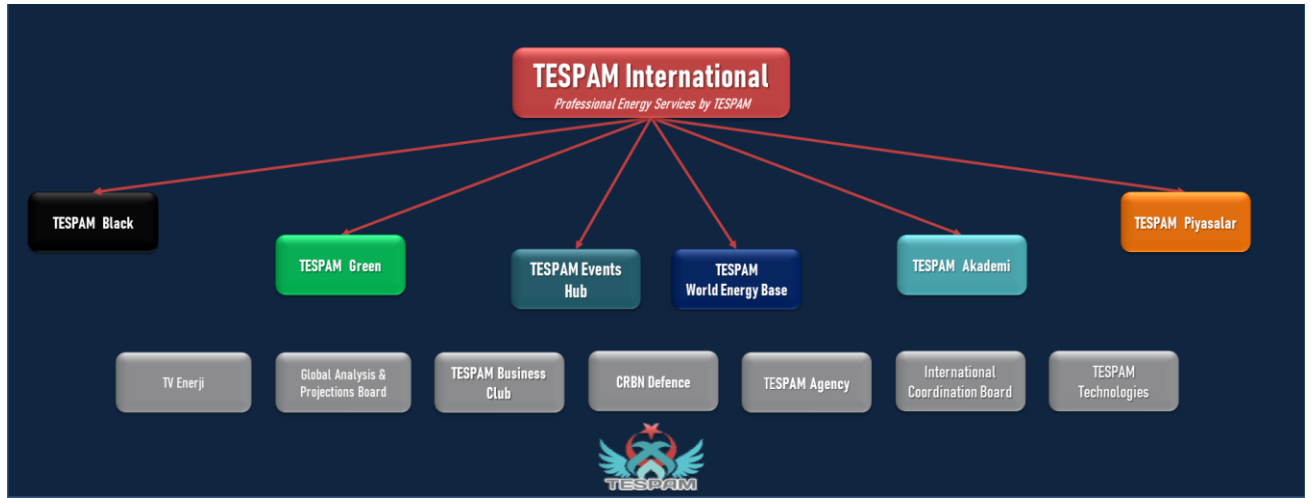 TESPAM International
Professional Energy Services by TESPAM
TESPAM Black
TESPAM Green
TESPAM Events
Hub
TESPAM
World Energy Base
TESPAM Akademi
TESPAM Piyasalar
TV Enerji
Global Analysis &
Projections Board
TESPAM Business
Club
CRBN Defence
TESPAM Agency
International
Coordination Board
TESPAM
Technologies
TESPAM